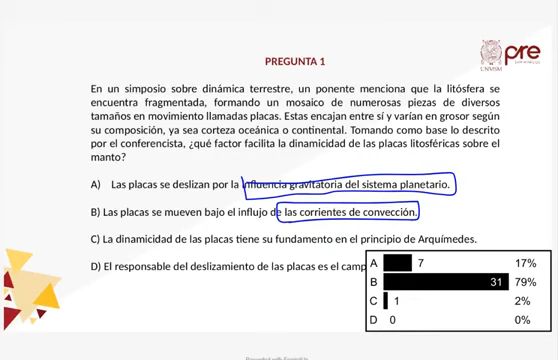 UNMSM
pre
PREGUNTA 1
En un simposio sobre dinámica terrestre, un ponente menciona que la litósfera se
encuentra fragmentada, formando un mosaico de numerosas piezas de diversos
tamaños en movimiento llamadas placas. Estas encajan entre sí y varían en grosor según
su composición, ya sea corteza oceánica o continental. Tomando como base lo descrito
por el conferencista, ¿qué factor facilita la dinamicidad de las placas litosféricas sobre el
manto?
A) Las placas se deslizan por la influencia gravitatoria del sistema planetario.
B) Las placas se mueven bajo el influjo de las corrientes de convección.
C) La dinamicidad de las placas tiene su fundamento en el principio de Arquímedes.
D) El responsable del deslizamiento de las placas es el camp
A 7 17%
B 31 79%
C 1 2%
D 0 0%